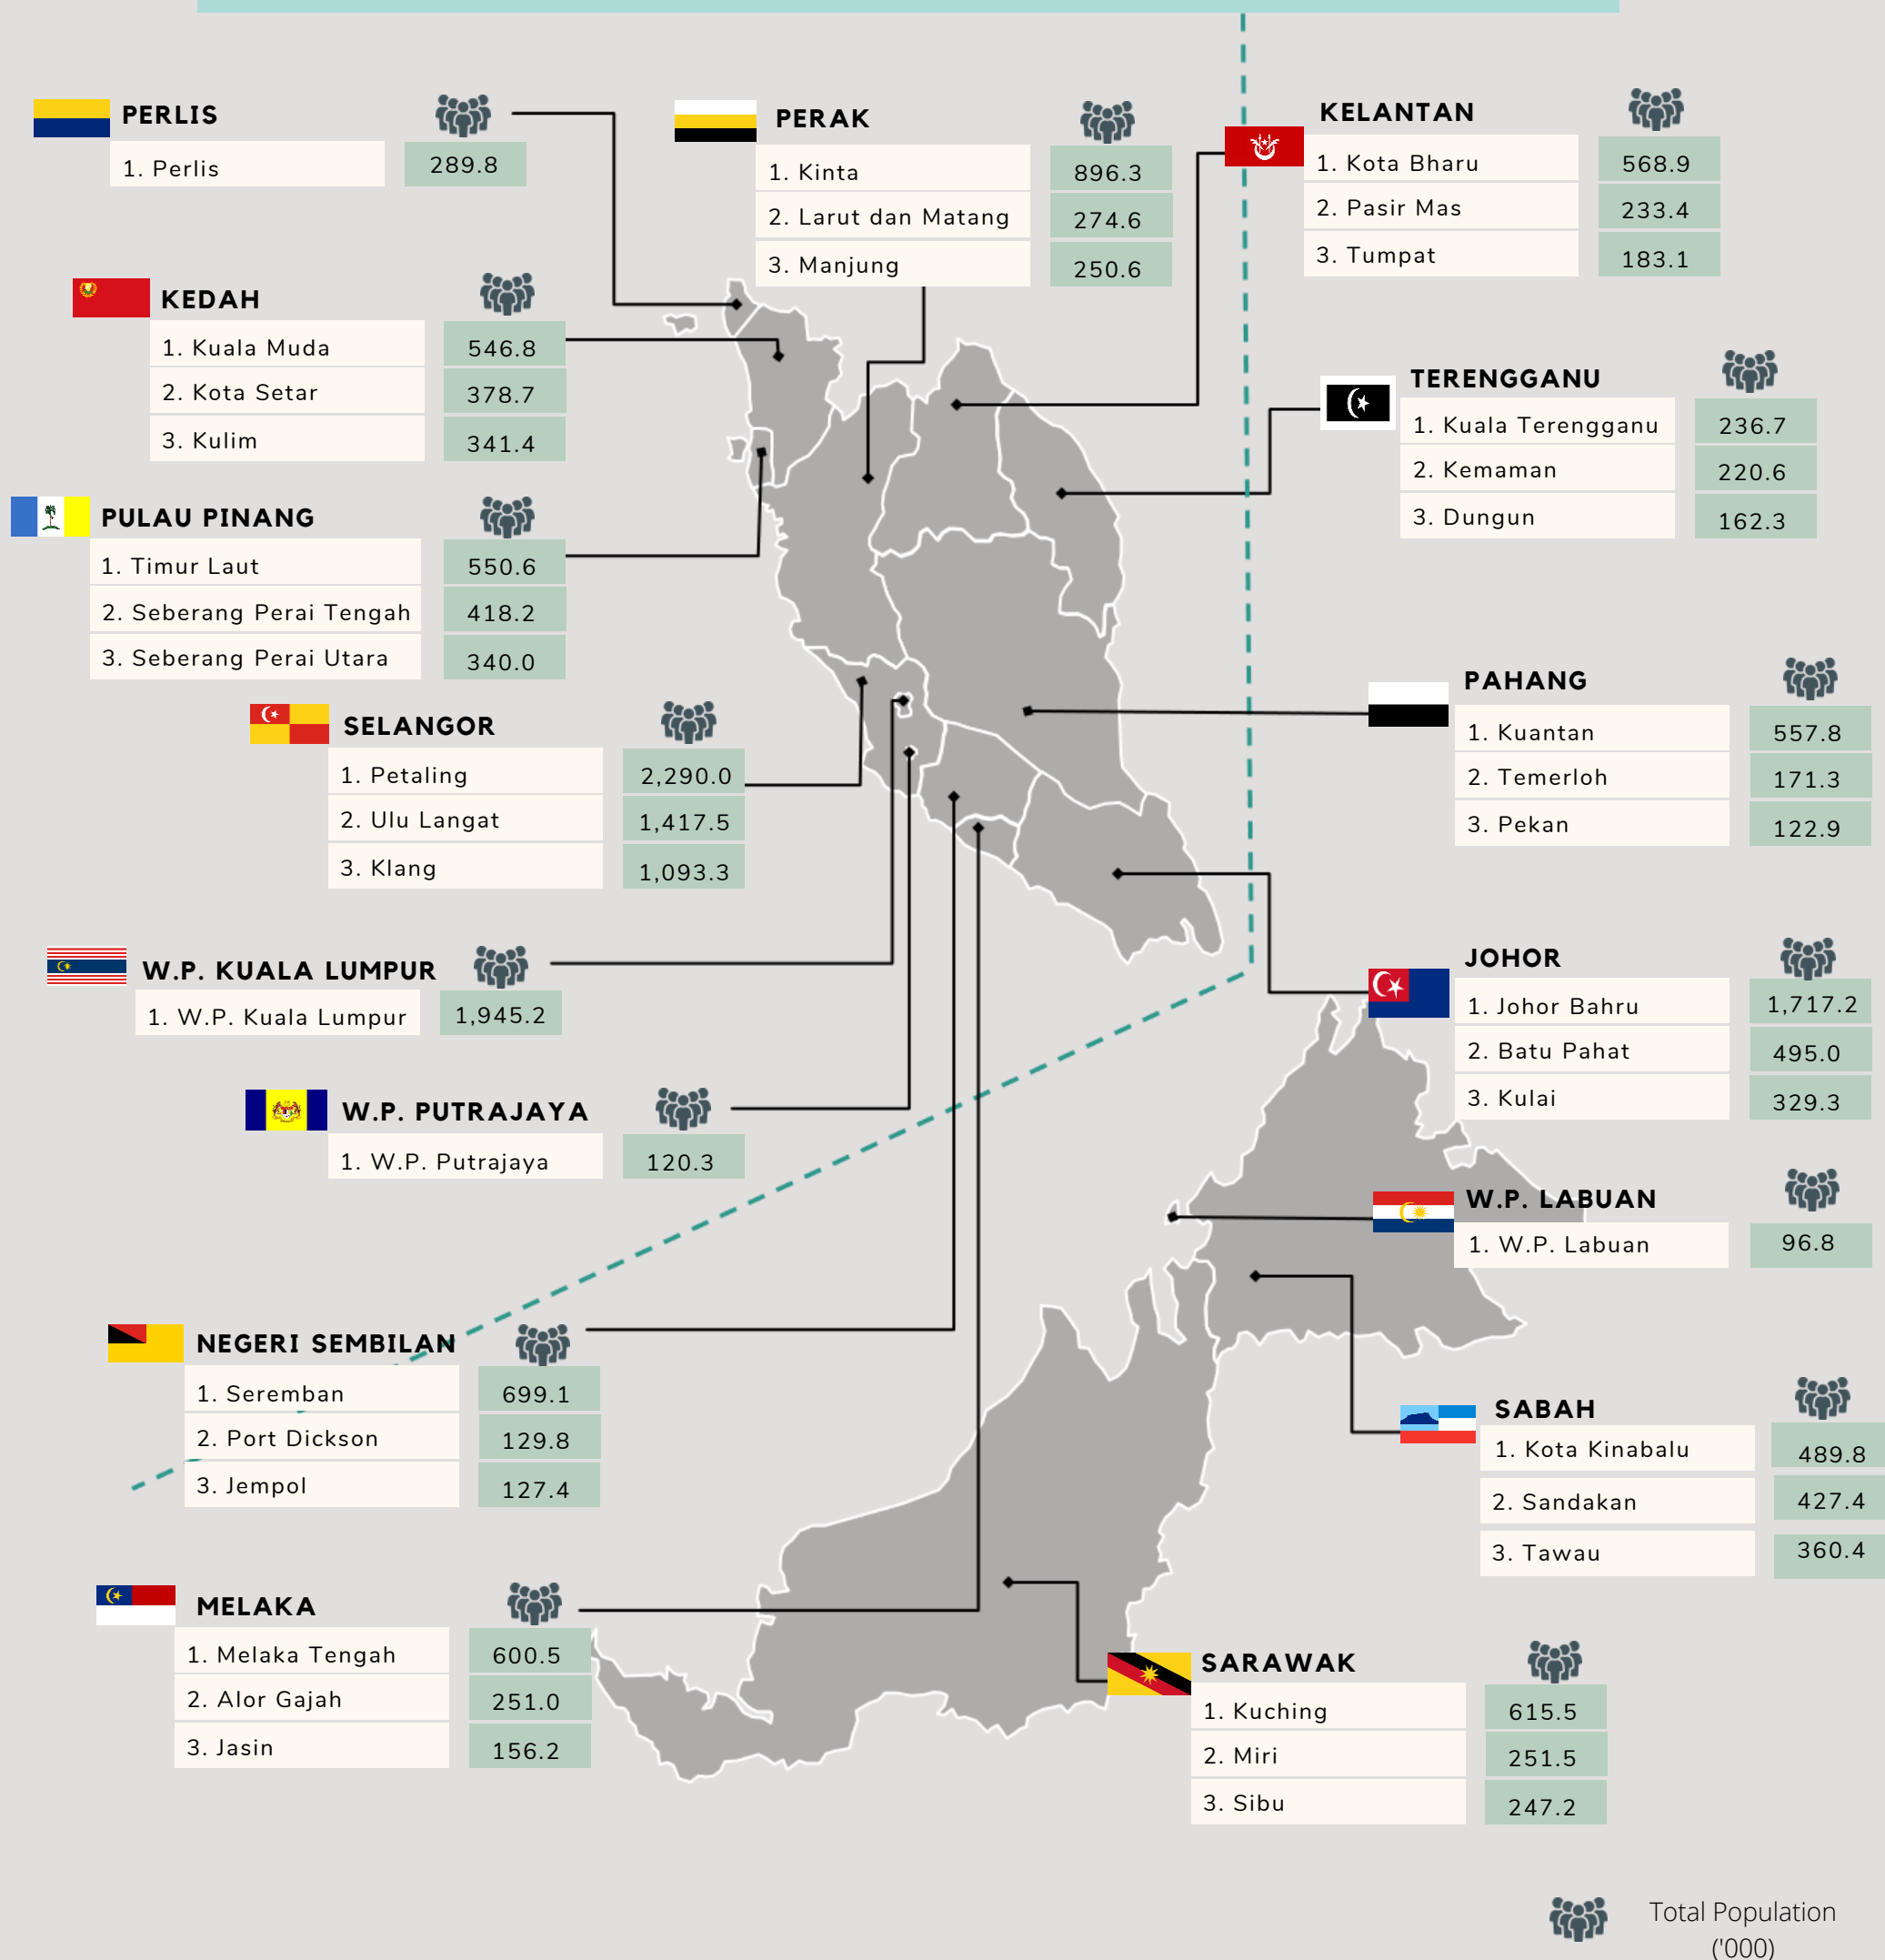 PERLIS
1. Perlis 289.8
PERAK
1. Kinta 896.3
2. Larut dan Matang 274.6
3. Manjung 250.6
KELANTAN
1. Kota Bharu 568.9
2. Pasir Mas 233.4
3. Tumpat 183.1
KEDAH
1. Kuala Muda 546.8
2. Kota Setar 378.7
3. Kulim 341.4
TERENGGANU
1. Kuala Terengganu 236.7
2. Kemaman 220.6
3. Dungun 162.3
PULAU PINANG
1. Timur Laut 550.6
2. Seberang Perai Tengah 418.2
3. Seberang Perai Utara 340.0
PAHANG
1. Kuantan 557.8
2. Temerloh 171.3
3. Pekan 122.9
SELANGOR
1. Petaling 2,290.0
2. Ulu Langat 1,417.5
3. Klang 1,093.3
W.P. KUALA LUMPUR
1. W.P. Kuala Lumpur 1,945.2
JOHOR
1. Johor Bahru 1,717.2
2. Batu Pahat 495.0
3. Kulai 329.3
W.P. PUTRAJAYA
1. W.P. Putrajaya 120.3
W.P. LABUAN
1. W.P. Labuan 96.8
NEGERI SEMBILAN
1. Seremban 699.1
2. Port Dickson 129.8
3. Jempol 127.4
SABAH
1. Kota Kinabalu 489.8
2. Sandakan 427.4
3. Tawau 360.4
MELAKA
1. Melaka Tengah 600.5
2. Alor Gajah 251.0
3. Jasin 156.2
SARAWAK
1. Kuching 615.5
2. Miri 251.5
3. Sibu 247.2
Total Population
('000)